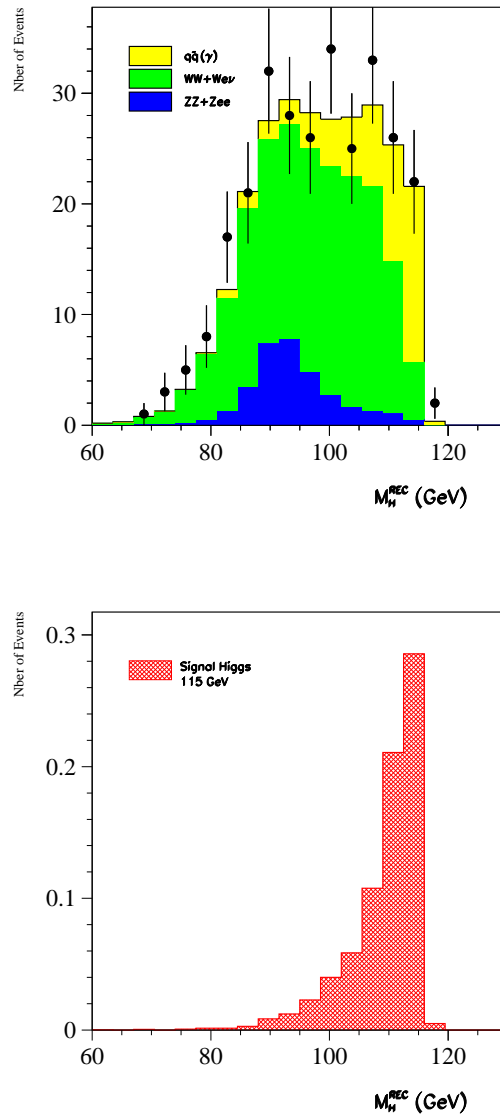 Nber of Events
qq̄(γ)
WW+Weν
ZZ+Zee
30
20
10
0
60 80 100 120
M_H^REC (GeV)
Nber of Events
Signal Higgs
115 GeV
0.3
0.2
0.1
0
60 80 100 120
M_H^REC (GeV)